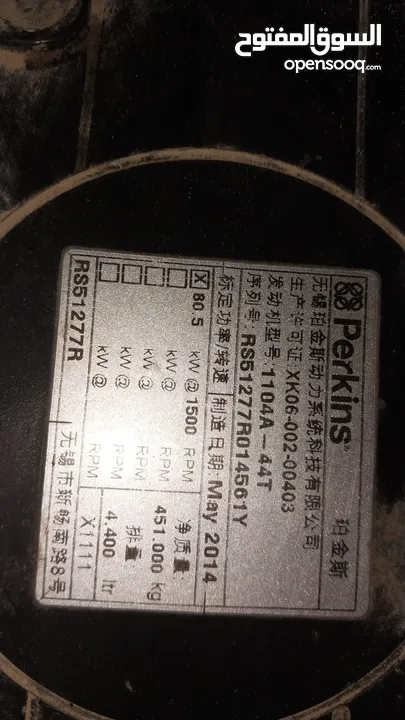 السوق المفتوح
opensooq.com
Perkins 珀金斯
无锡珀金斯动力系统科技有限公司
生产许可证 XK06-002-00403
发动机型号: 1104A-44T
序列号: RS51277R014561Y
标定功率/转速 制造日期: May 2014
X 80.5 kW @ 1500 RPM 净质量
kW @ RPM 451.000 kg
kW @ RPM 排量
kW @ RPM 4.400 ltr
kW @ RPM X1111
RS51277R 无锡市新畅南路8号